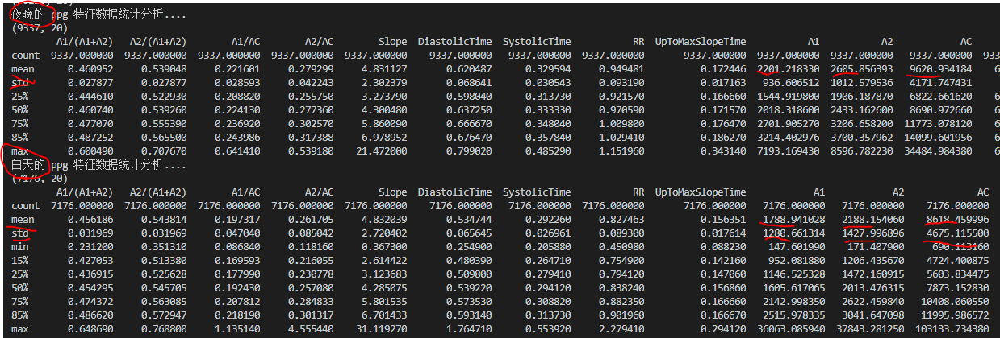 夜晚的 ppg 特征数据统计分析....
(9337, 20)
A1/(A1+A2) A2/(A1+A2) A1/AC A2/AC Slope DiastolicTime SystolicTime RR UpToMaxSlopeTime A1 A2 AC
count 9337.000000 9337.000000 9337.000000 9337.000000 9337.000000 9337.000000 9337.000000 9337.000000 9337.000000 9337.000000 9337.000000 9337.000000 9337
mean 0.460952 0.539048 0.221601 0.279299 4.831127 0.620487 0.329594 0.949481 0.172446 2201.218330 2605.856393 9620.934184 6
std 0.027877 0.027877 0.028593 0.042243 2.302379 0.068641 0.030543 0.093190 0.017163 936.606512 1012.579536 4171.747431
25% 0.444610 0.522930 0.208820 0.255750 3.273790 0.598040 0.313730 0.921570 0.166660 1544.919800 1906.187870 6822.661620 6
50% 0.460740 0.539260 0.224130 0.277360 4.300480 0.637250 0.333330 0.970590 0.171570 2018.318600 2433.162600 8690.972660 6
75% 0.477070 0.555390 0.236920 0.302570 5.860090 0.666670 0.348040 1.009800 0.176470 2701.905270 3206.658200 11773.078120 6
85% 0.487252 0.565500 0.243986 0.317388 6.978952 0.676470 0.357840 1.029410 0.186270 3214.402976 3700.357962 14099.601956 6
max 0.600490 0.707670 0.641410 0.539180 21.472000 0.799020 0.485290 1.151960 0.343140 7193.169430 8596.782230 34484.984380 6
白天的 ppg 特征数据统计分析....
(7176, 20)
A1/(A1+A2) A2/(A1+A2) A1/AC A2/AC Slope DiastolicTime SystolicTime RR UpToMaxSlopeTime A1 A2 AC
count 7176.000000 7176.000000 7176.000000 7176.000000 7176.000000 7176.000000 7176.000000 7176.000000 7176.000000 7176.000000 7176.000000 7176.000000
mean 0.456186 0.543814 0.197317 0.261705 4.832039 0.534744 0.292260 0.827463 0.156351 1788.941028 2188.154060 8618.459996
std 0.031969 0.031969 0.047040 0.085042 2.720402 0.065645 0.026961 0.089300 0.017614 1280.661314 1427.996896 4675.115500
min 0.231200 0.351310 0.086840 0.118160 0.367300 0.254900 0.205880 0.450980 0.088230 147.601990 171.407900 690.113160
15% 0.427053 0.513380 0.169593 0.216055 2.614422 0.480390 0.264710 0.754900 0.142160 952.081880 1206.435670 4724.400875
25% 0.436915 0.525628 0.177990 0.230778 3.123683 0.509800 0.279410 0.794120 0.147060 1146.525328 1472.160915 5603.834475
50% 0.454295 0.545705 0.192430 0.257080 4.285075 0.539220 0.294120 0.838240 0.156860 1605.617065 2013.476315 7873.152830
75% 0.474372 0.563085 0.207812 0.284833 5.801535 0.573530 0.308820 0.882350 0.166660 2142.998350 2622.459840 10408.060550
85% 0.486620 0.572947 0.218190 0.301317 6.701433 0.593140 0.313730 0.901960 0.166670 2515.978335 3041.647098 11995.986572
max 0.648690 0.768800 1.135140 4.555440 31.119270 1.764710 0.553920 2.279410 0.294120 36063.085940 37843.281250 103133.734380